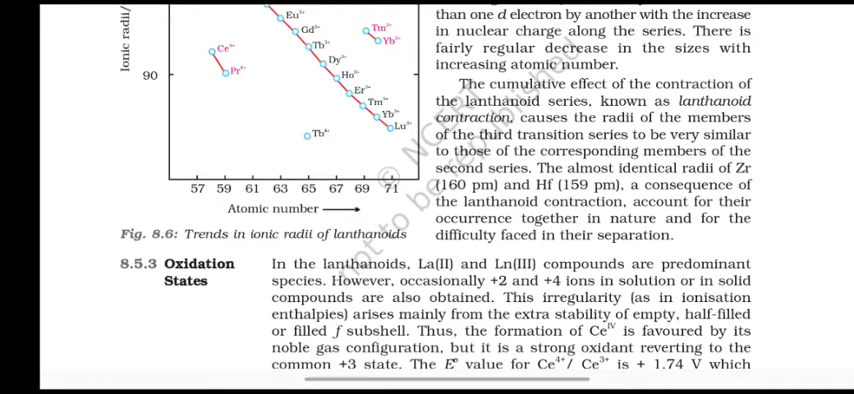 than one d electron by another with the increase
in nuclear charge along the series. There is
fairly regular decrease in the sizes with
increasing atomic number.
The cumulative effect of the contraction of
the lanthanoid series, known as lanthanoid
contraction, causes the radii of the members
of the third transition series to be very similar
to those of the corresponding members of the
second series. The almost identical radii of Zr
(160 pm) and Hf (159 pm), a consequence of
the lanthanoid contraction, account for their
occurrence together in nature and for the
difficulty faced in their separation.
Ionic radii/
90
Eu³⁺
Gd³⁺
Tb³⁺
Dy³⁺
Ho³⁺
Er³⁺
Tm³⁺
Yb³⁺
Lu³⁺
Tm²⁺
Yb²⁺
Ce⁴⁺
Pr⁴⁺
Tb⁴⁺
57 59 61 63 65 67 69 71
Atomic number
Fig. 8.6: Trends in ionic radii of lanthanoids
8.5.3 Oxidation
States
In the lanthanoids, La(II) and Ln(III) compounds are predominant
species. However, occasionally +2 and +4 ions in solution or in solid
compounds are also obtained. This irregularity (as in ionisation
enthalpies) arises mainly from the extra stability of empty, half-filled
or filled f subshell. Thus, the formation of Ceᴵⱽ is favoured by its
noble gas configuration, but it is a strong oxidant reverting to the
common +3 state. The E° value for Ce⁴⁺/ Ce³⁺ is + 1.74 V which
© NCERT
not to be republished